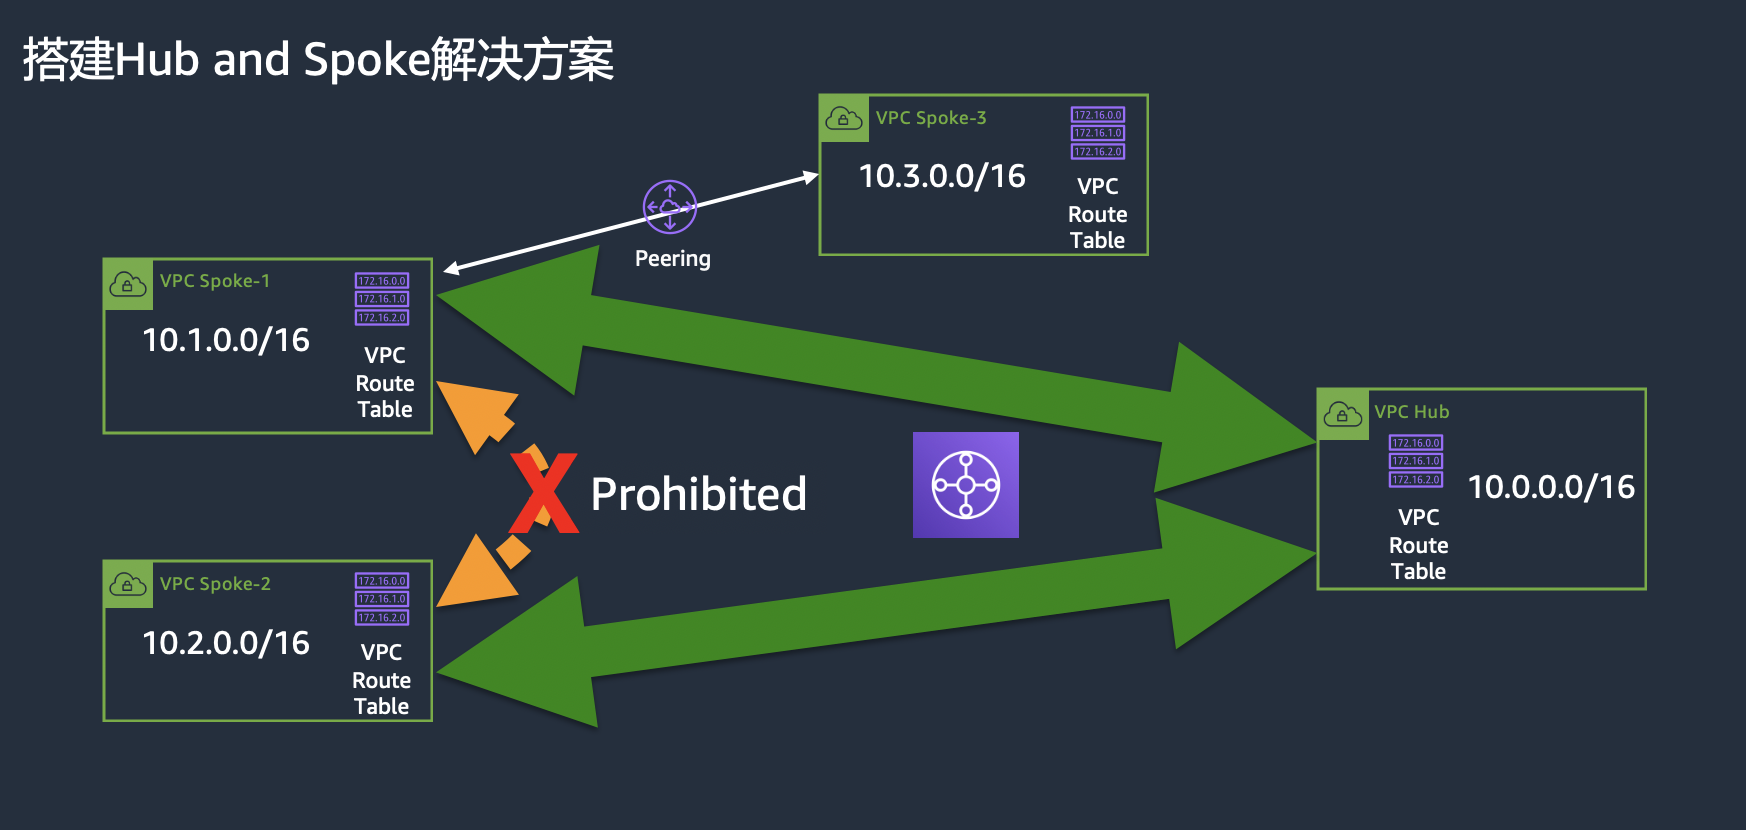 搭建Hub and Spoke解决方案
VPC Spoke-3
172.16.0.0
172.16.1.0
172.16.2.0
10.3.0.0/16
VPC
Route
Table
Peering
VPC Spoke-1
172.16.0.0
172.16.1.0
172.16.2.0
10.1.0.0/16
VPC
Route
Table
X Prohibited
VPC Hub
172.16.0.0
172.16.1.0
172.16.2.0
10.0.0.0/16
VPC
Route
Table
VPC Spoke-2
172.16.0.0
172.16.1.0
172.16.2.0
10.2.0.0/16
VPC
Route
Table